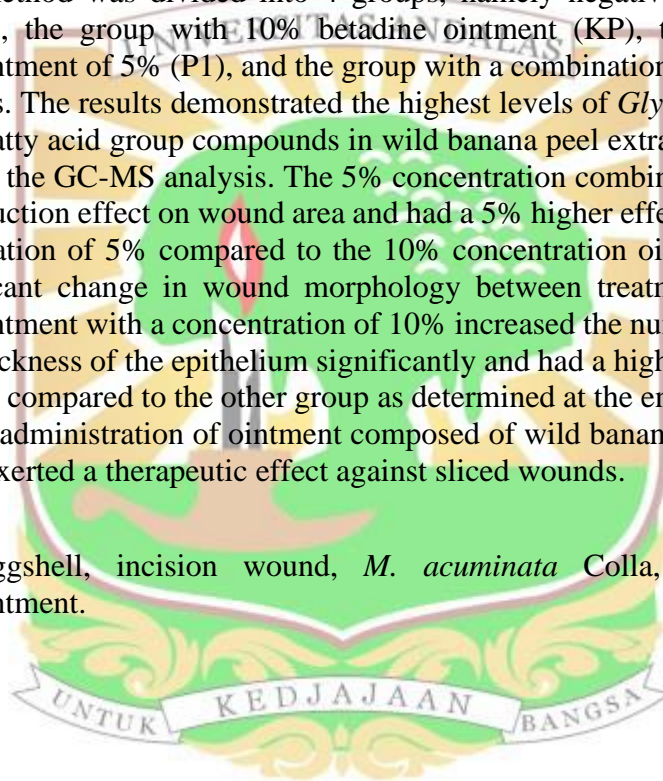 method was divided into 4 groups, namely negativ
, the group with 10% betadine ointment (KP), t
UNIVERSITAS ANDALAS
ntment of 5% (P1), and the group with a combination
s. The results demonstrated the highest levels of Gly
atty acid group compounds in wild banana peel extra
the GC-MS analysis. The 5% concentration combin
uction effect on wound area and had a 5% higher effe
ation of 5% compared to the 10% concentration oi
cant change in wound morphology between treatm
ntment with a concentration of 10% increased the nu
ckness of the epithelium significantly and had a high
compared to the other group as determined at the en
administration of ointment composed of wild banan
xerted a therapeutic effect against sliced wounds.
ggshell, incision wound, M. acuminata Colla,
ntment.
UNTUK KEDJAJAAN BANGSA